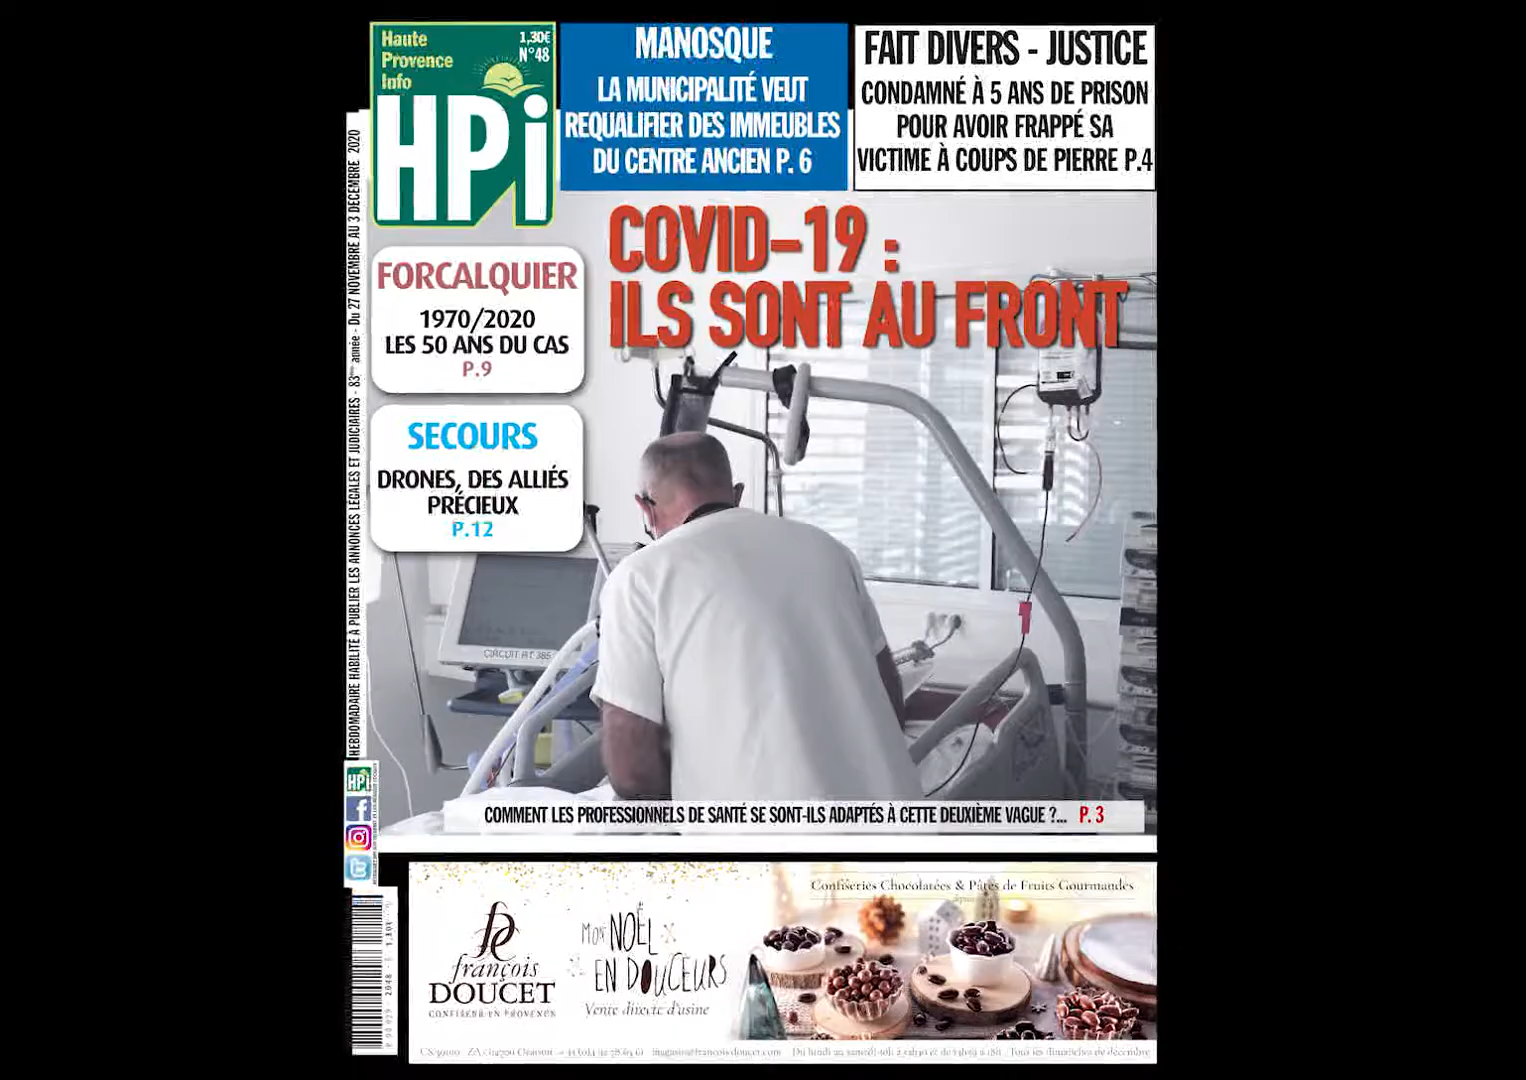 Haute
Provence
Info
1,30€
N°48
HPi
MANOSQUE
LA MUNICIPALITÉ VEUT
REQUALIFIER DES IMMEUBLES
DU CENTRE ANCIEN P. 6
FAIT DIVERS - JUSTICE
CONDAMNÉ À 5 ANS DE PRISON
POUR AVOIR FRAPPÉ SA
VICTIME À COUPS DE PIERRE P.4
HEBDOMADAIRE HABILITÉ À PUBLIER LES ANNONCES LÉGALES ET JUDICIAIRES - 83ème année - Du 27 NOVEMBRE AU 3 DÉCEMBRE 2020
COVID-19 :
ILS SONT AU FRONT
FORCALQUIER
1970/2020
LES 50 ANS DU CAS
P.9
SECOURS
DRONES, DES ALLIÉS
PRÉCIEUX
P.12
CIRCUIT RT 385
COMMENT LES PROFESSIONNELS DE SANTÉ SE SONT-ILS ADAPTÉS À CETTE DEUXIÈME VAGUE ?... P. 3
HPi
Confiseries Chocolatées & Pâtes de Fruits Gourmandes
françois
DOUCET
CONFISEUR EN PROVENCE
MON NOËL
EN DOUCEURS
Vente directe d'usine